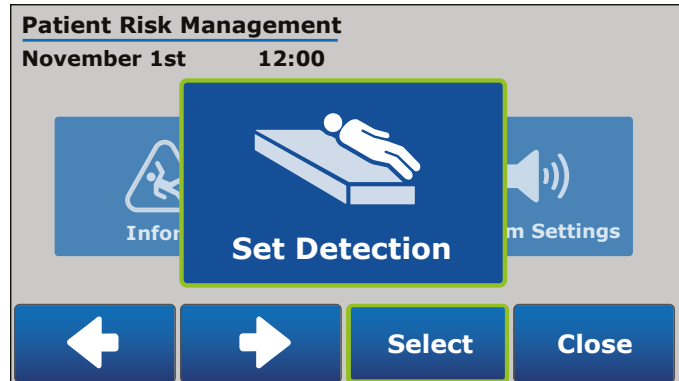 Patient Risk Management
November 1st 12:00
Infor
m Settings
Set Detection
Select
Close